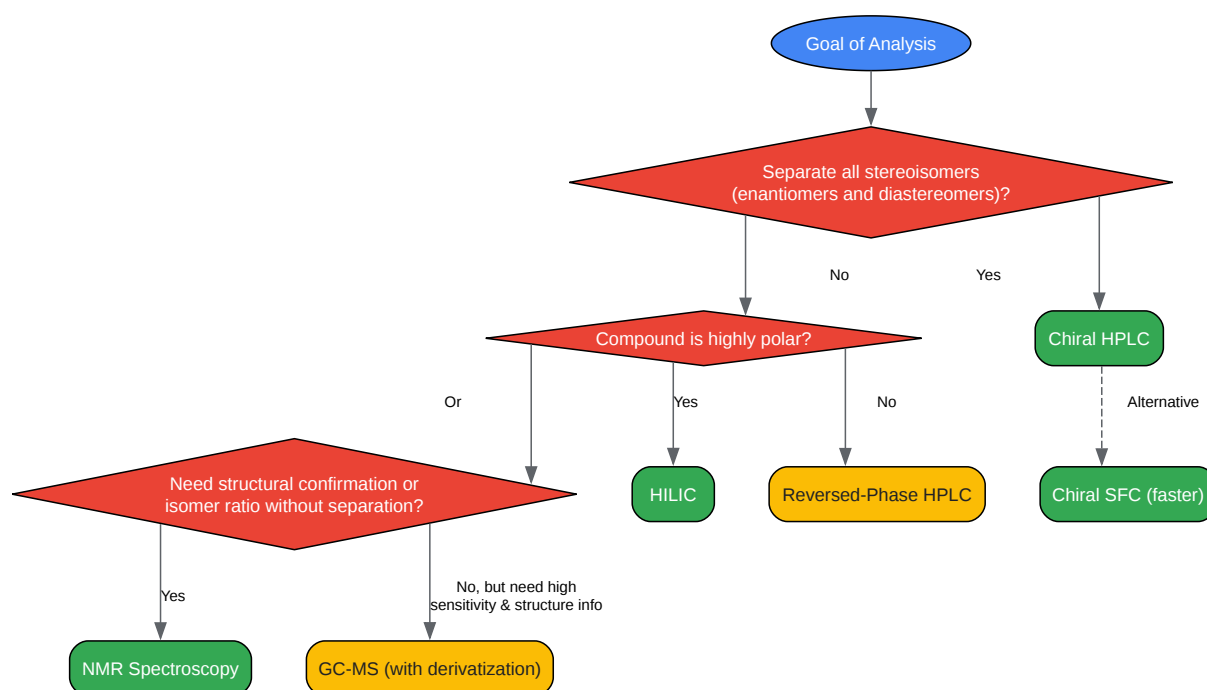 Goal of Analysis
Separate all stereoisomers
(enantiomers and diastereomers)?
No
Yes
Compound is highly polar?
Chiral HPLC
Or
Yes
No
Alternative
Need structural confirmation or
isomer ratio without separation?
HILIC
Reversed-Phase HPLC
Chiral SFC (faster)
Yes
No, but need high
sensitivity & structure info
NMR Spectroscopy
GC-MS (with derivatization)